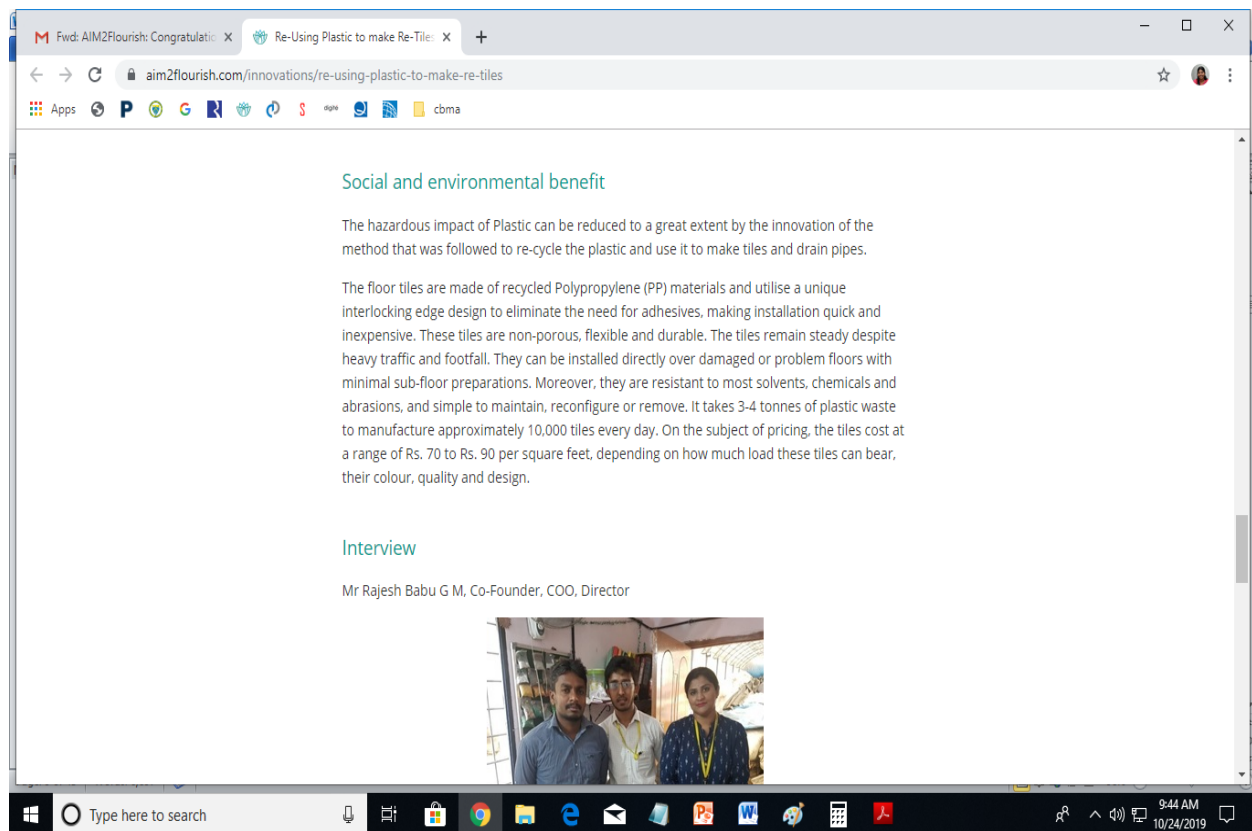 Fwd: AIM2Flourish: Congratulatic
Re-Using Plastic to make Re-Tiles
aim2flourish.com/innovations/re-using-plastic-to-make-re-tiles
Apps
digite
cbma
Social and environmental benefit
The hazardous impact of Plastic can be reduced to a great extent by the innovation of the
method that was followed to re-cycle the plastic and use it to make tiles and drain pipes.
The floor tiles are made of recycled Polypropylene (PP) materials and utilise a unique
interlocking edge design to eliminate the need for adhesives, making installation quick and
inexpensive. These tiles are non-porous, flexible and durable. The tiles remain steady despite
heavy traffic and footfall. They can be installed directly over damaged or problem floors with
minimal sub-floor preparations. Moreover, they are resistant to most solvents, chemicals and
abrasions, and simple to maintain, reconfigure or remove. It takes 3-4 tonnes of plastic waste
to manufacture approximately 10,000 tiles every day. On the subject of pricing, the tiles cost at
a range of Rs. 70 to Rs. 90 per square feet, depending on how much load these tiles can bear,
their colour, quality and design.
Interview
Mr Rajesh Babu G M, Co-Founder, COO, Director
Type here to search
9:44 AM
10/24/2019